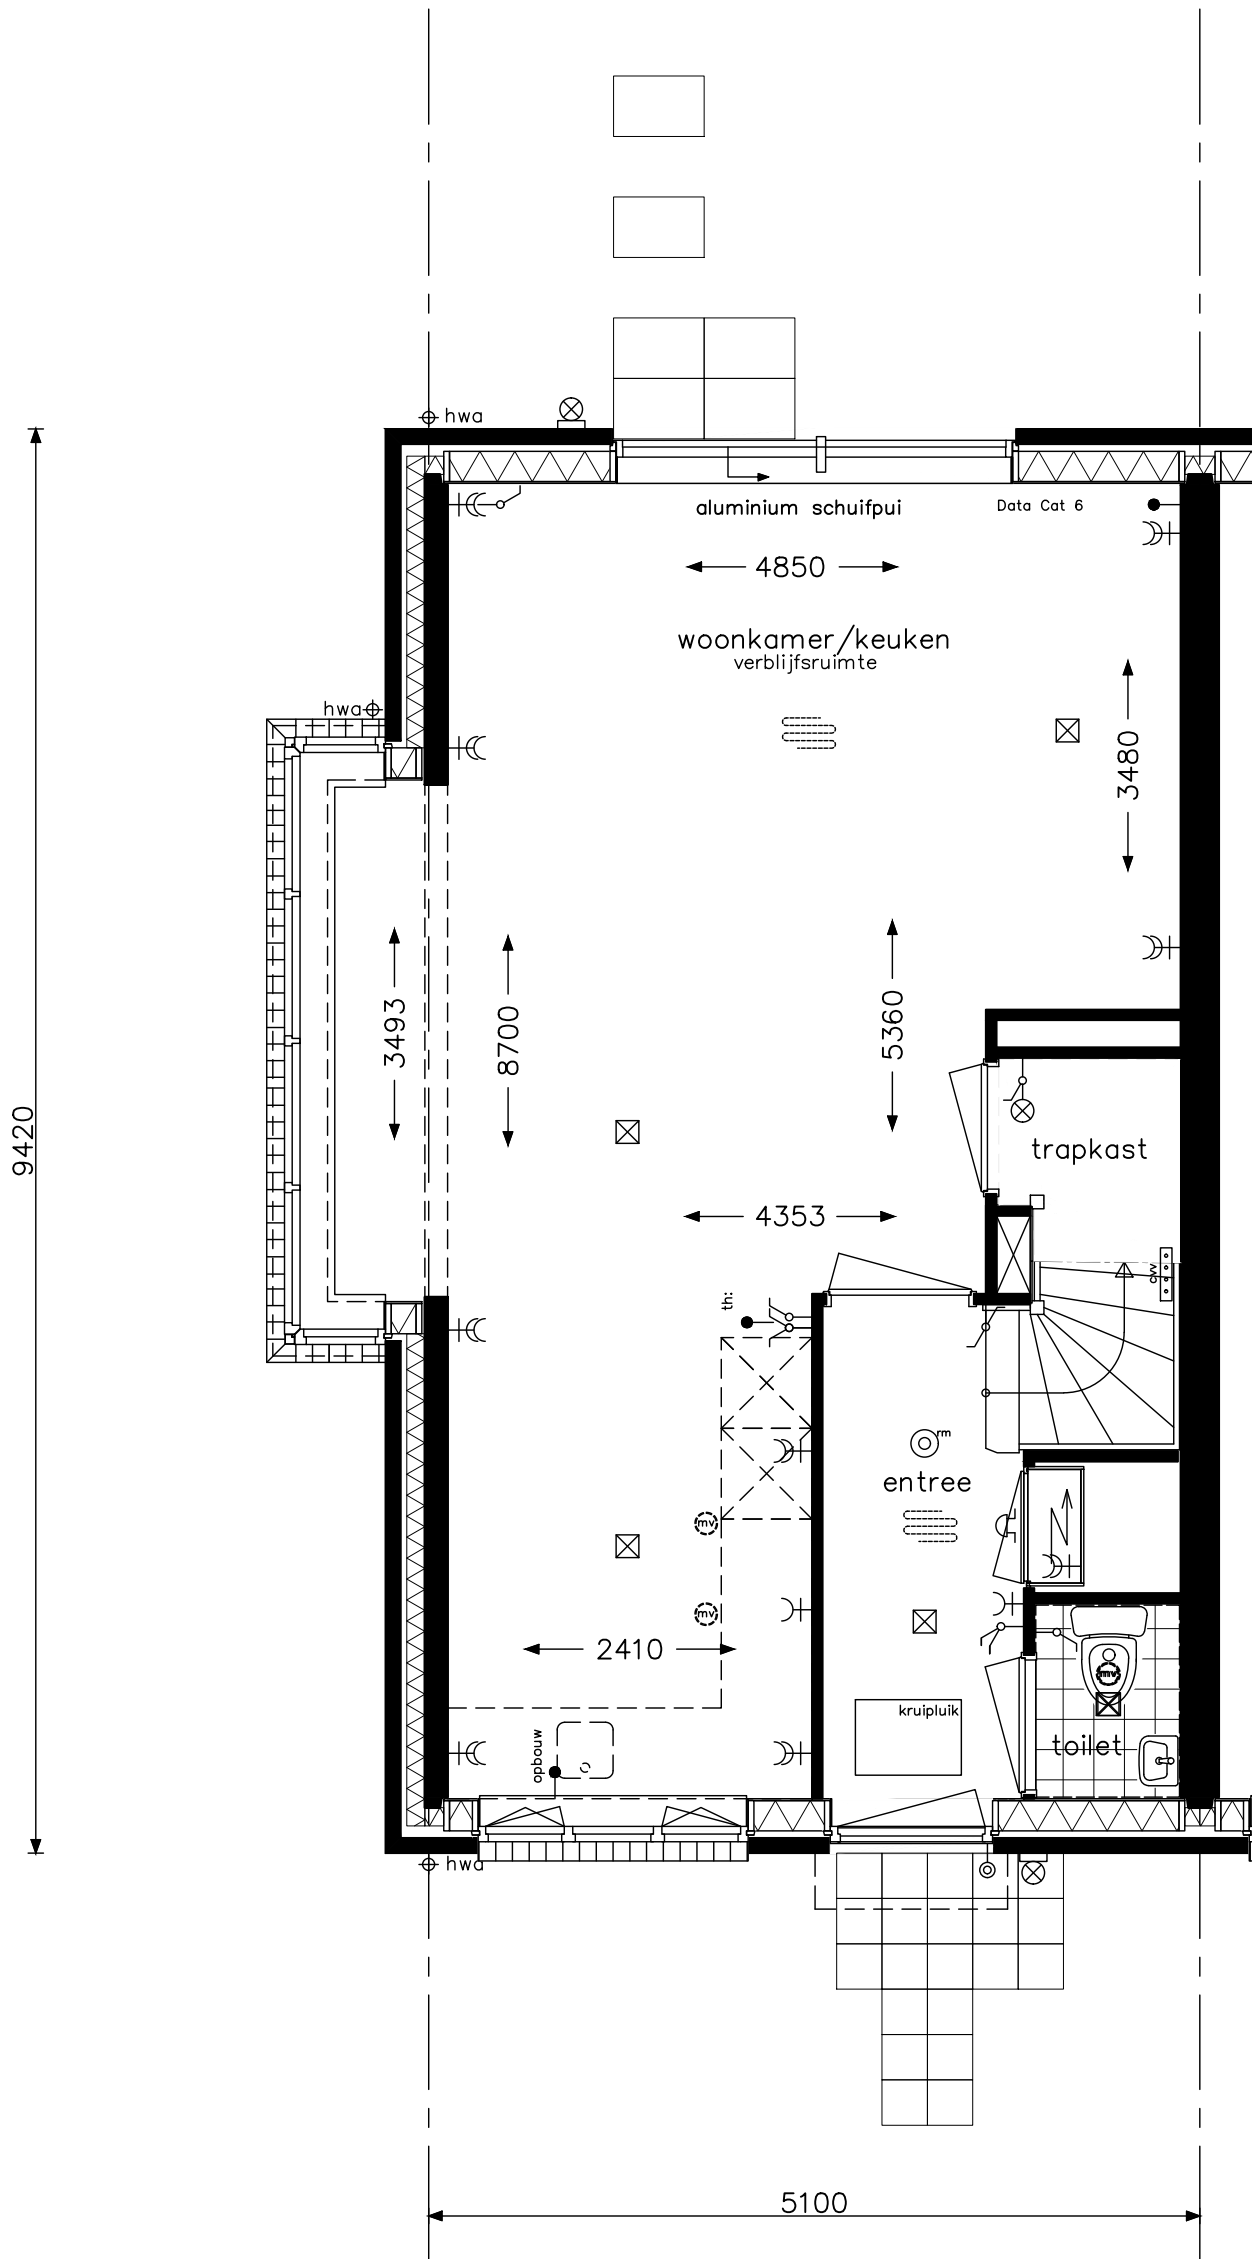 hwa
aluminium schuifpui
Data Cat 6
4850
woonkamer/keuken
verblijfsruimte
hwa
3480
3493
8700
5360
9420
trapkast
4353
cvv
th:
rm
entree
mv
mv
2410
mv
kruipluik
opbouw
toilet
hwa
5100